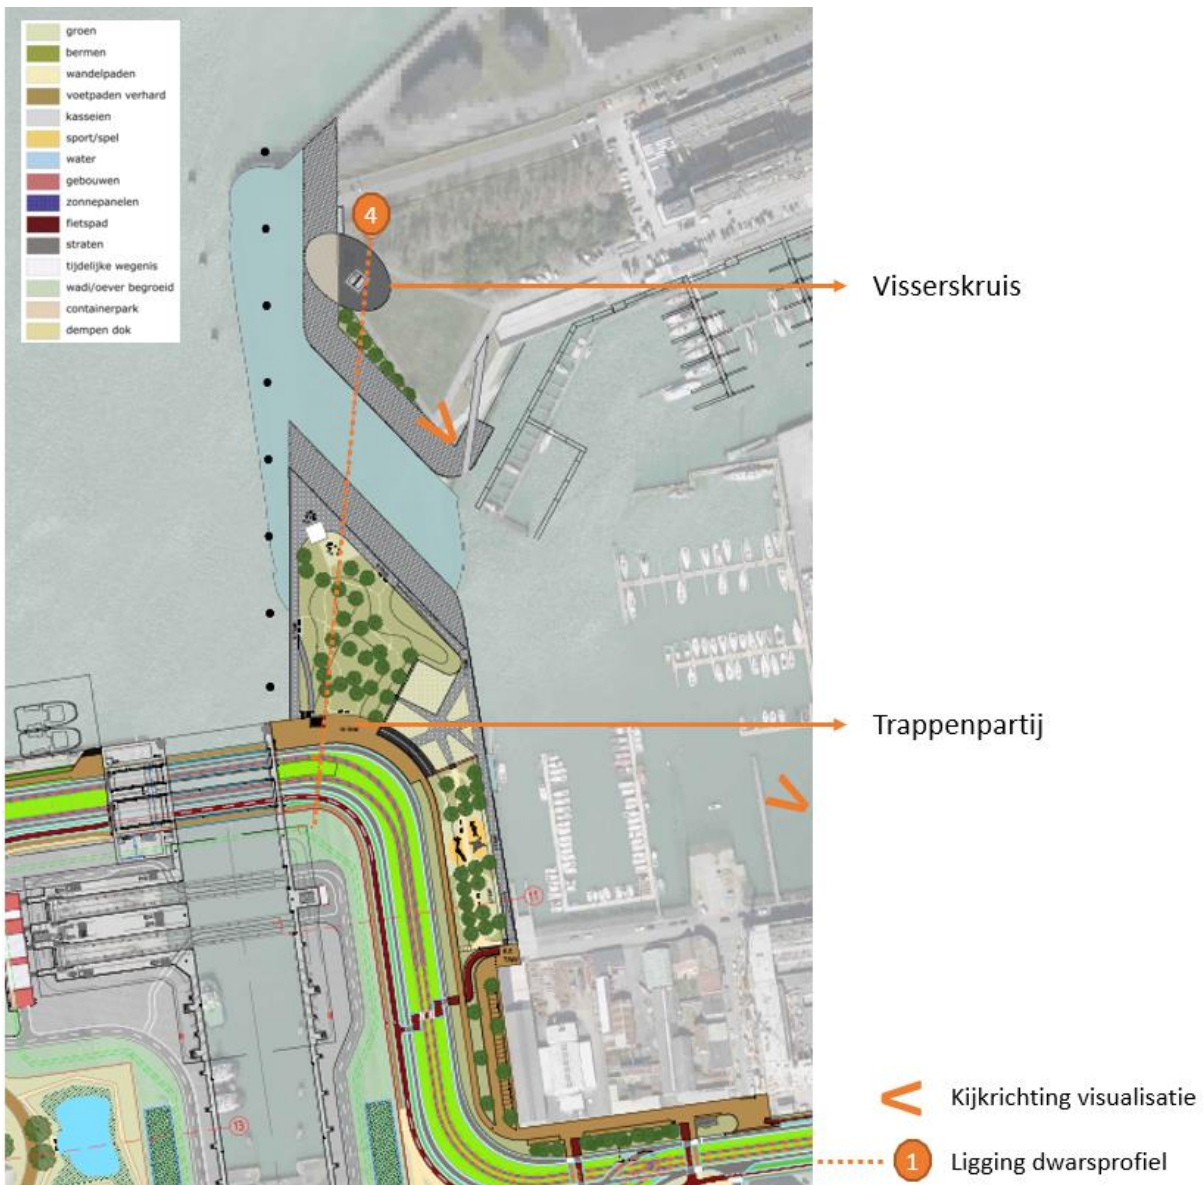 groen
bermen
wandelpaden
voetpaden verhard
kasseien
sport/spel
water
gebouwen
zonnepanelen
fietspad
straten
tijdelijke wegenis
wadi/oever begroeid
containerpark
dempen dok
4
Visserskruis
Trappenpartij
11
13
Kijkrichting visualisatie
1 Ligging dwarsprofiel